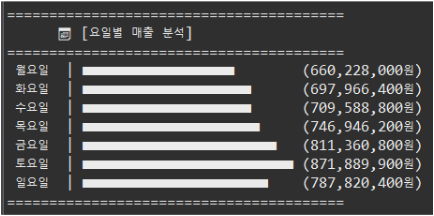 ========================================
[요일별 매출 분석]
========================================
월요일 | (660,228,000원)
화요일 | (697,966,400원)
수요일 | (709,588,800원)
목요일 | (746,946,200원)
금요일 | (811,360,800원)
토요일 | (871,889,900원)
일요일 | (787,820,400원)
========================================